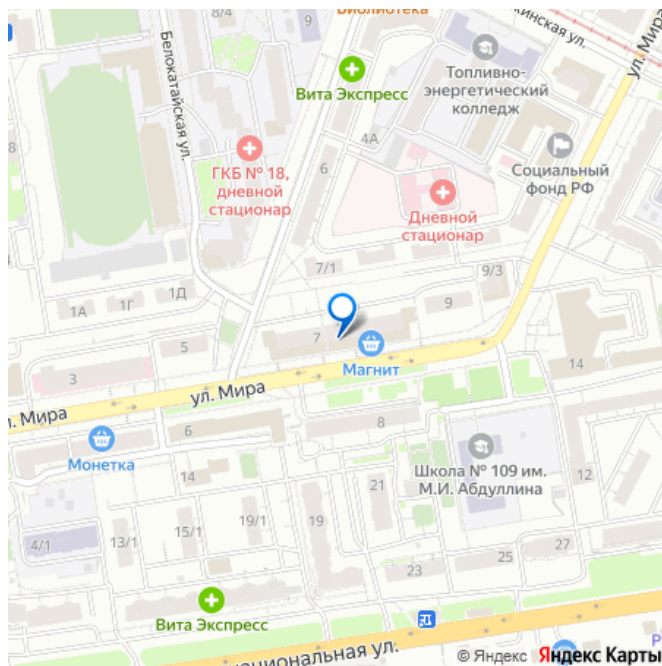 8/4
Библиотека
Белокатайская ул.
Вита Экспресс
Топливно-
энергетический
колледж
ул. Мира
4А
6
ГКБ № 18,
дневной
стационар
Социальный
фонд РФ
Дневной
стационар
7/1
9/3
1А
1Г
1Д
9
5
7
Магнит
14
3
ул. Мира
ул. Мира
6
8
Монетка
14
Школа № 109 им.
М.И. Абдуллина
12
21
4/1
13/1
15/1
19/1
19
23
25
27
Вита Экспресс
© Яндекс Яндекс Карты